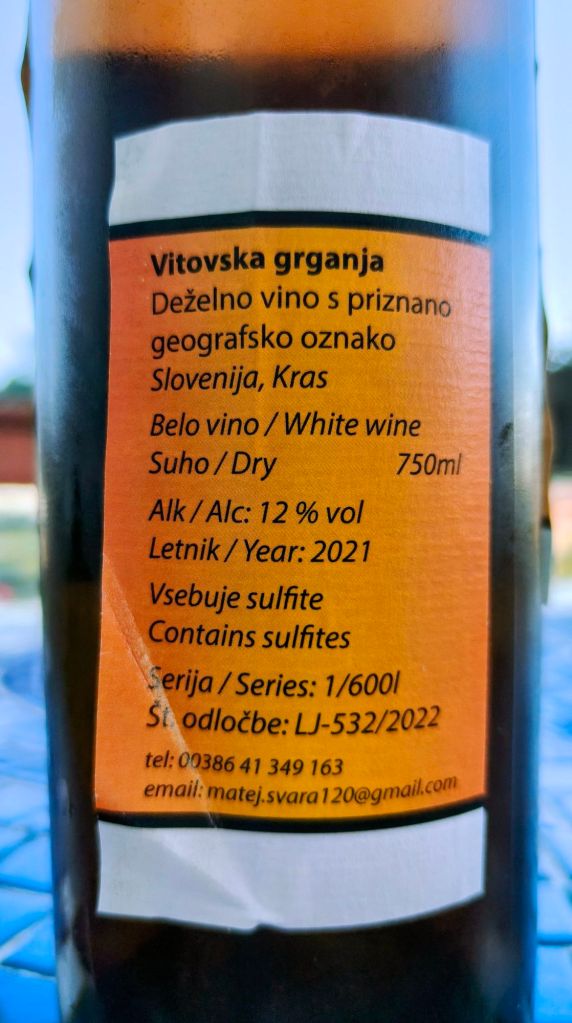 Vitovska grganja
Deželno vino s priznano
geografsko oznako
Slovenija, Kras
Belo vino / White wine
Suho / Dry 750ml
Alk / Alc: 12 % vol
Letnik / Year: 2021
Vsebuje sulfite
Contains sulfites
Serija / Series: 1/600l
Št. odločbe: LJ-532/2022
tel: 00386 41 349 163
email: matej.svara120@gmail.com